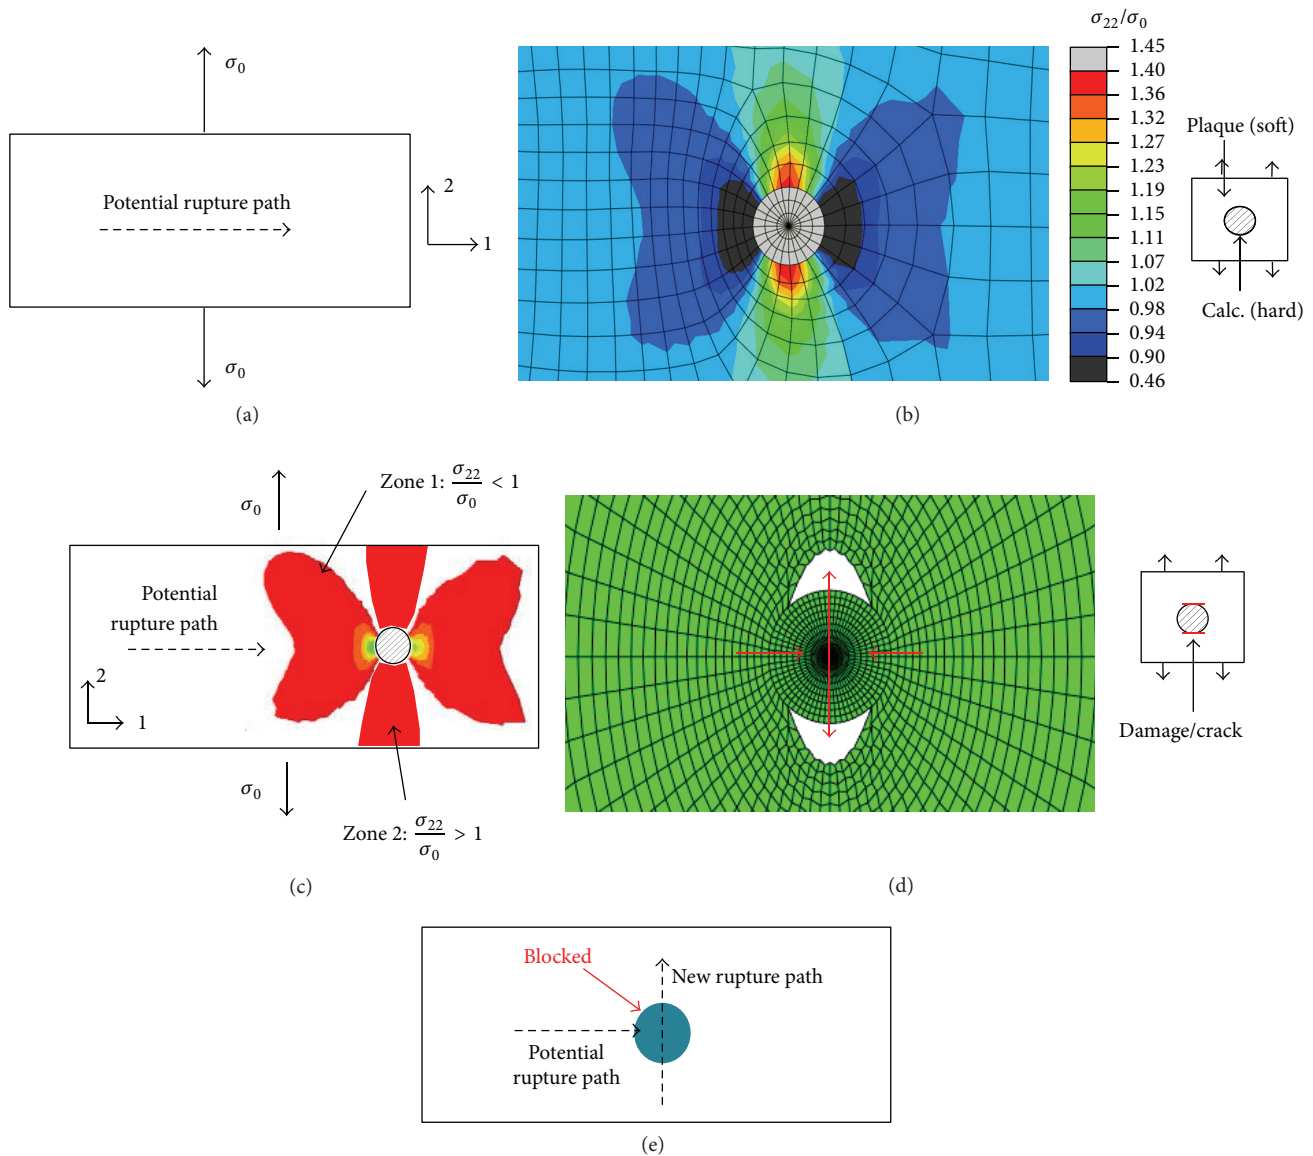 σ0
Potential rupture path
2
1
σ0
(a)
σ22/σ0
1.45
1.40
1.36
1.32
1.27
1.23
1.19
1.15
1.11
1.07
1.02
0.98
0.94
0.90
0.46
Plaque (soft)
Calc. (hard)
(b)
Zone 1: σ22/σ0 < 1
σ0
Potential
rupture path
2
1
σ0
Zone 2: σ22/σ0 > 1
(c)
Damage/crack
(d)
Blocked
New rupture path
Potential
rupture path
(e)